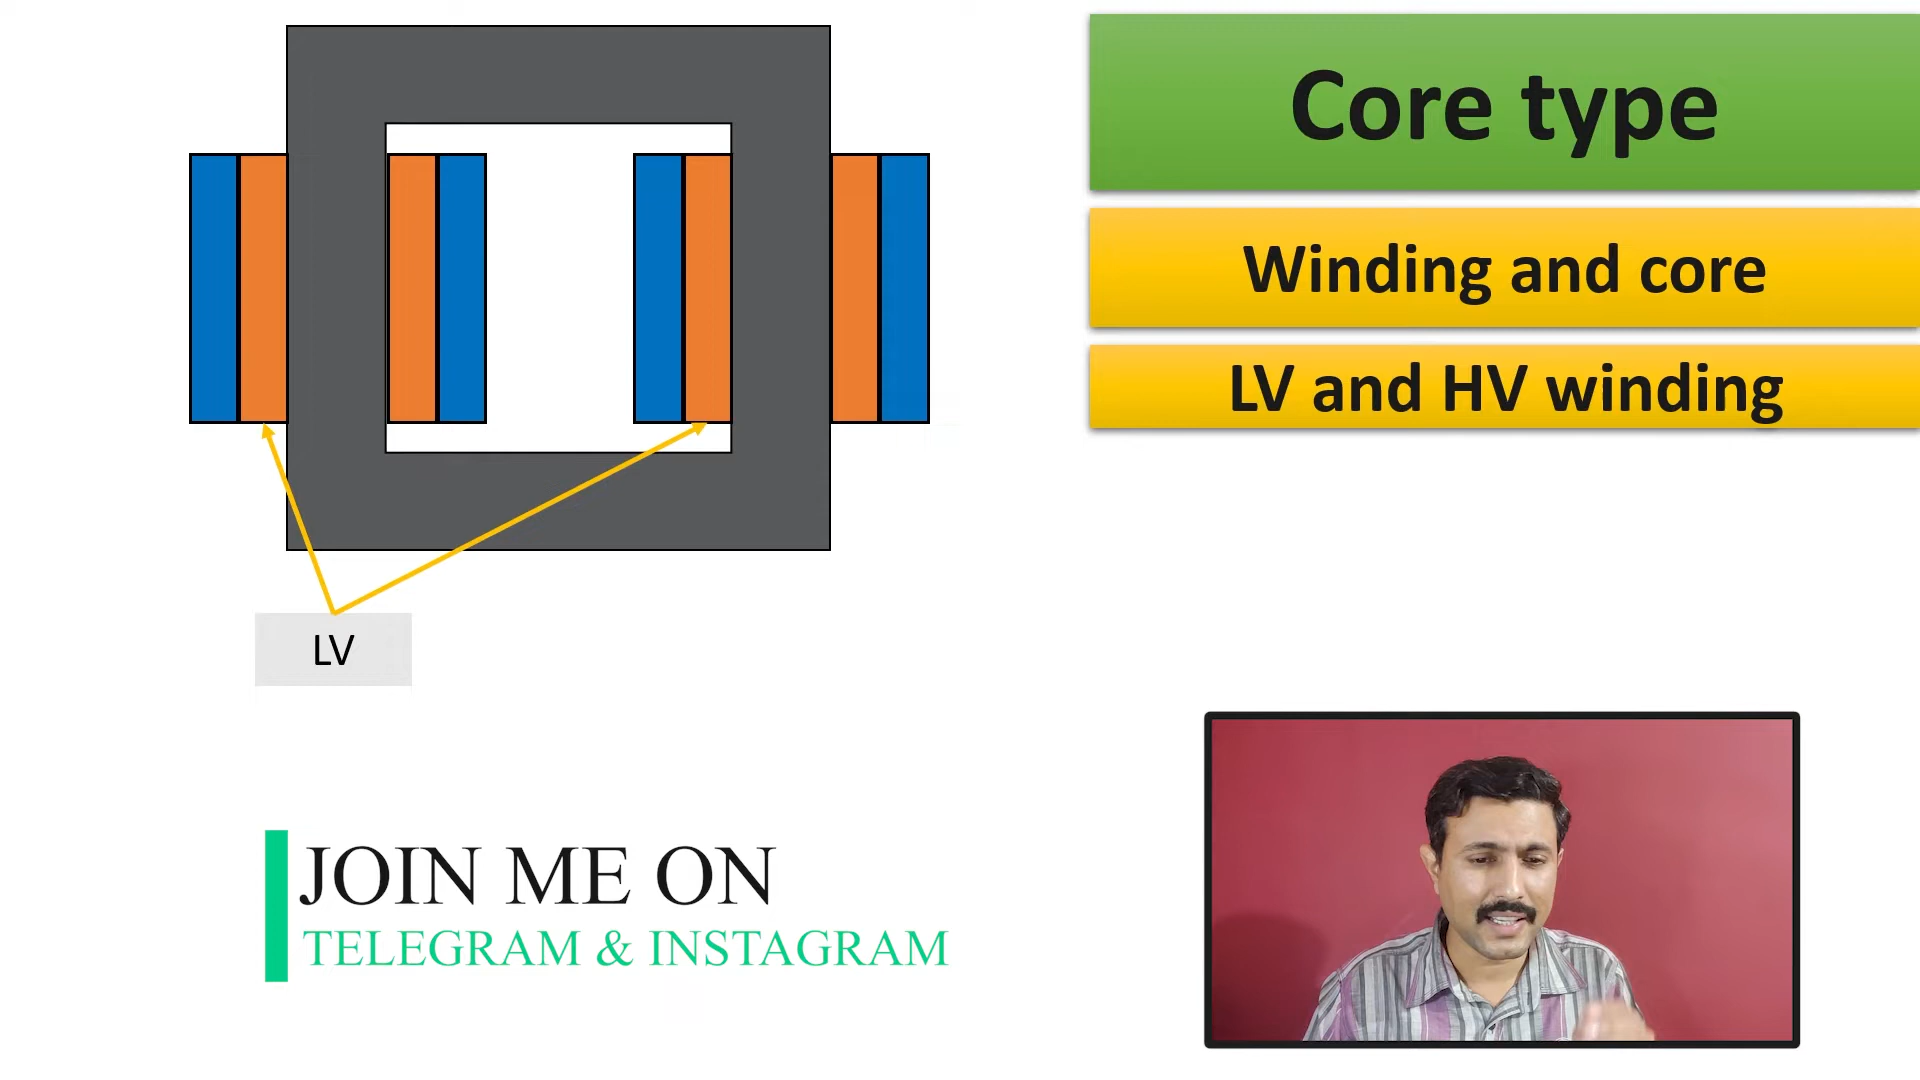 Core type
Winding and core
LV and HV winding
LV
JOIN ME ON
TELEGRAM & INSTAGRAM